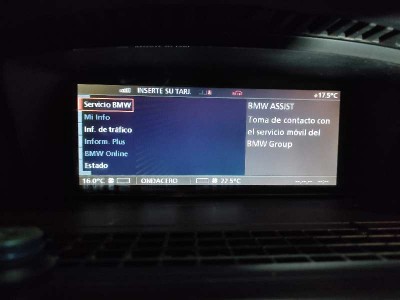 INSERTE SU TARJ.
+17.5°C
Servicio BMW
Mi Info
Inf. de tráfico
Inform. Plus
BMW Online
Estado
BMW ASSIST
Toma de contacto con
el servicio móvil del
BMW Group
16.0°C ONDACERO 22.5°C